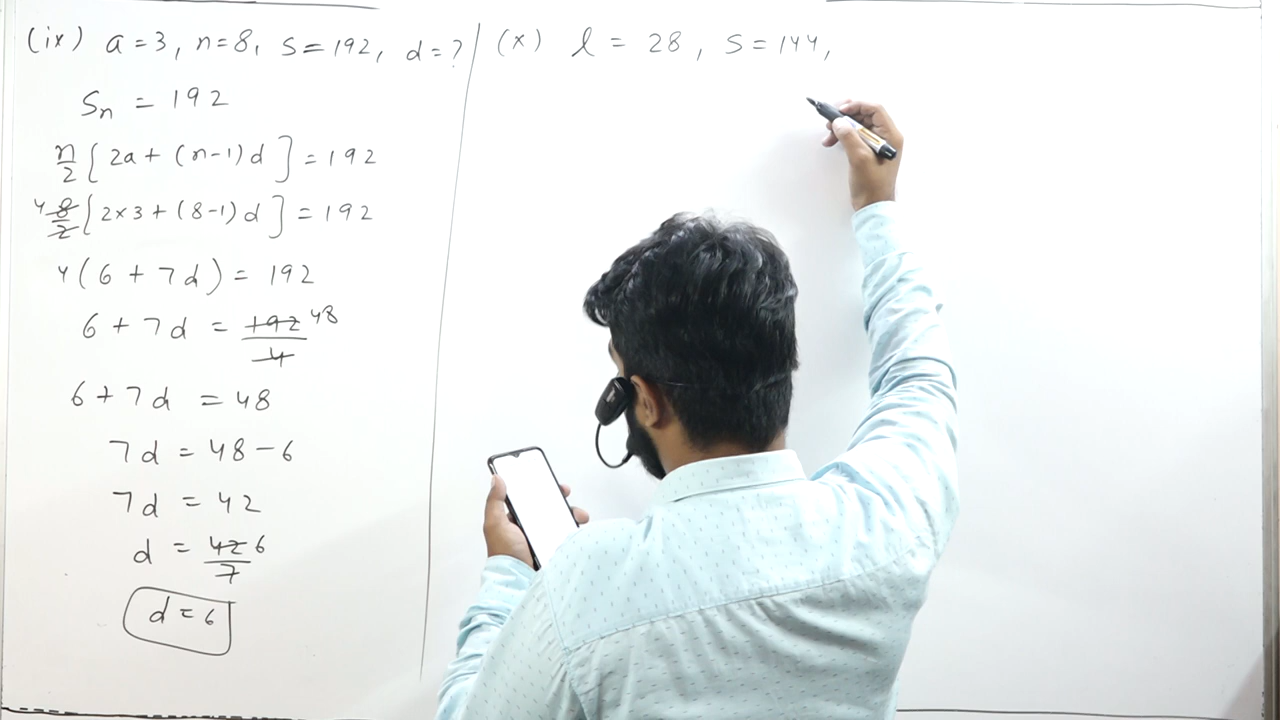 (ix) a = 3, n = 8, S = 192, d = ?
Sn = 192
n/2 [2a + (n-1)d] = 192
4 8/2 [2×3 + (8-1)d] = 192
4(6 + 7d) = 192
6 + 7d = 192/4 48
6 + 7d = 48
7d = 48 - 6
7d = 42
d = 42/7 6
d = 6
(x) l = 28, S = 144,